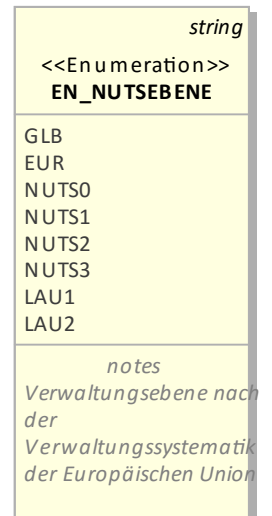 string
<<Enumeration>>
EN_NUTSEBENE
GLB
EUR
NUTS0
NUTS1
NUTS2
NUTS3
LAU1
LAU2
notes
Verwaltungsebene nach
der
Verwaltungssystematik
der Europäischen Union